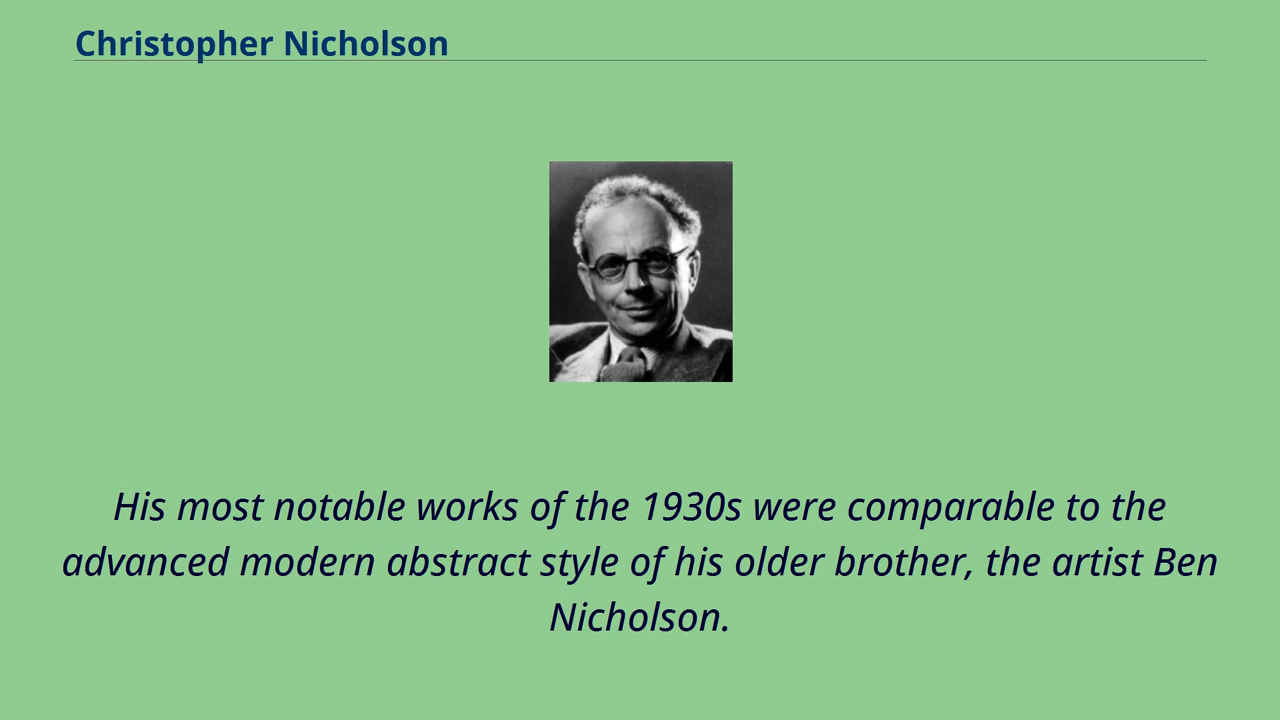 Christopher Nicholson
His most notable works of the 1930s were comparable to the
advanced modern abstract style of his older brother, the artist Ben
Nicholson.